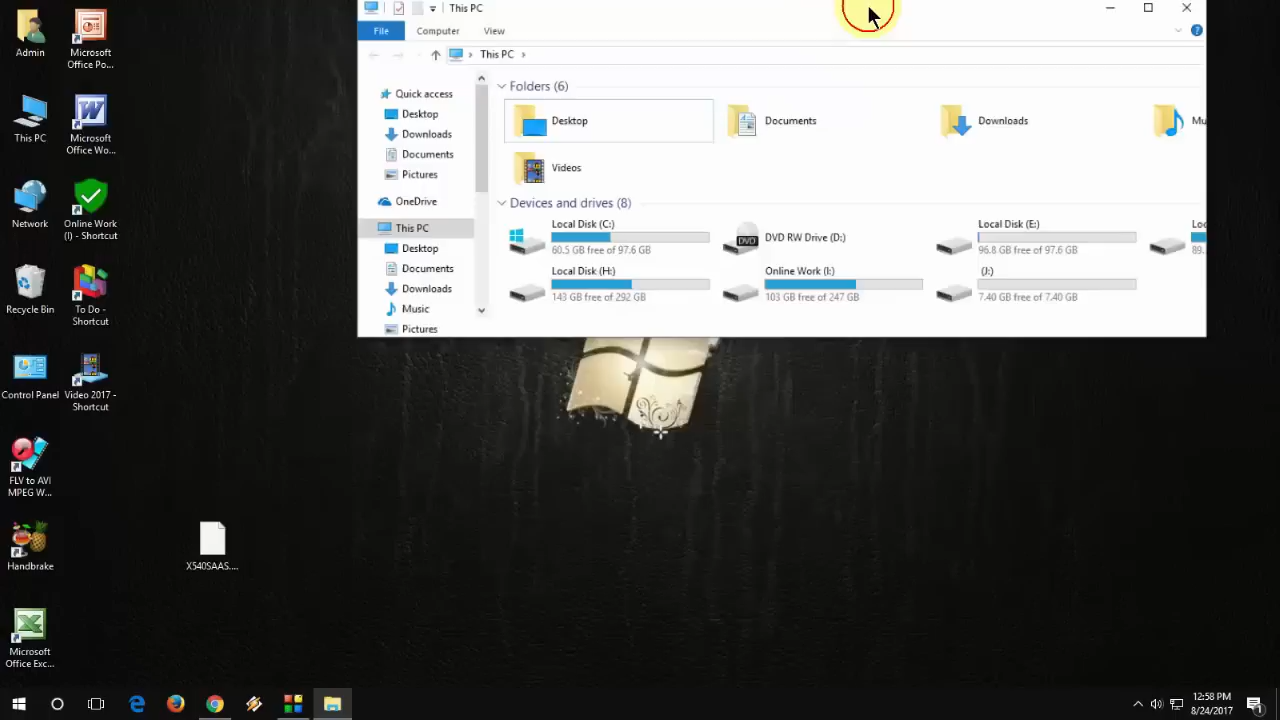 This PC
File
Computer
View
This PC
Quick access
Desktop
Downloads
Documents
Pictures
OneDrive
This PC
Desktop
Documents
Downloads
Music
Pictures
Folders (6)
Desktop
Documents
Downloads
Mu
Videos
Devices and drives (8)
Local Disk (C:)
60.5 GB free of 97.6 GB
DVD
DVD RW Drive (D:)
Local Disk (E:)
96.8 GB free of 97.6 GB
Loc
89.
Local Disk (H:)
143 GB free of 292 GB
Online Work (I:)
103 GB free of 247 GB
(J:)
7.40 GB free of 7.40 GB
Admin
Microsoft
Office Po...
This PC
Microsoft
Office Wo...
Network
Online Work
(I) - Shortcut
Recycle Bin
To Do -
Shortcut
Control Panel
Video 2017 -
Shortcut
FLV to AVI
MPEG W...
Handbrake
X540SAAS....
Microsoft
Office Exc...
12:58 PM
8/24/2017
1